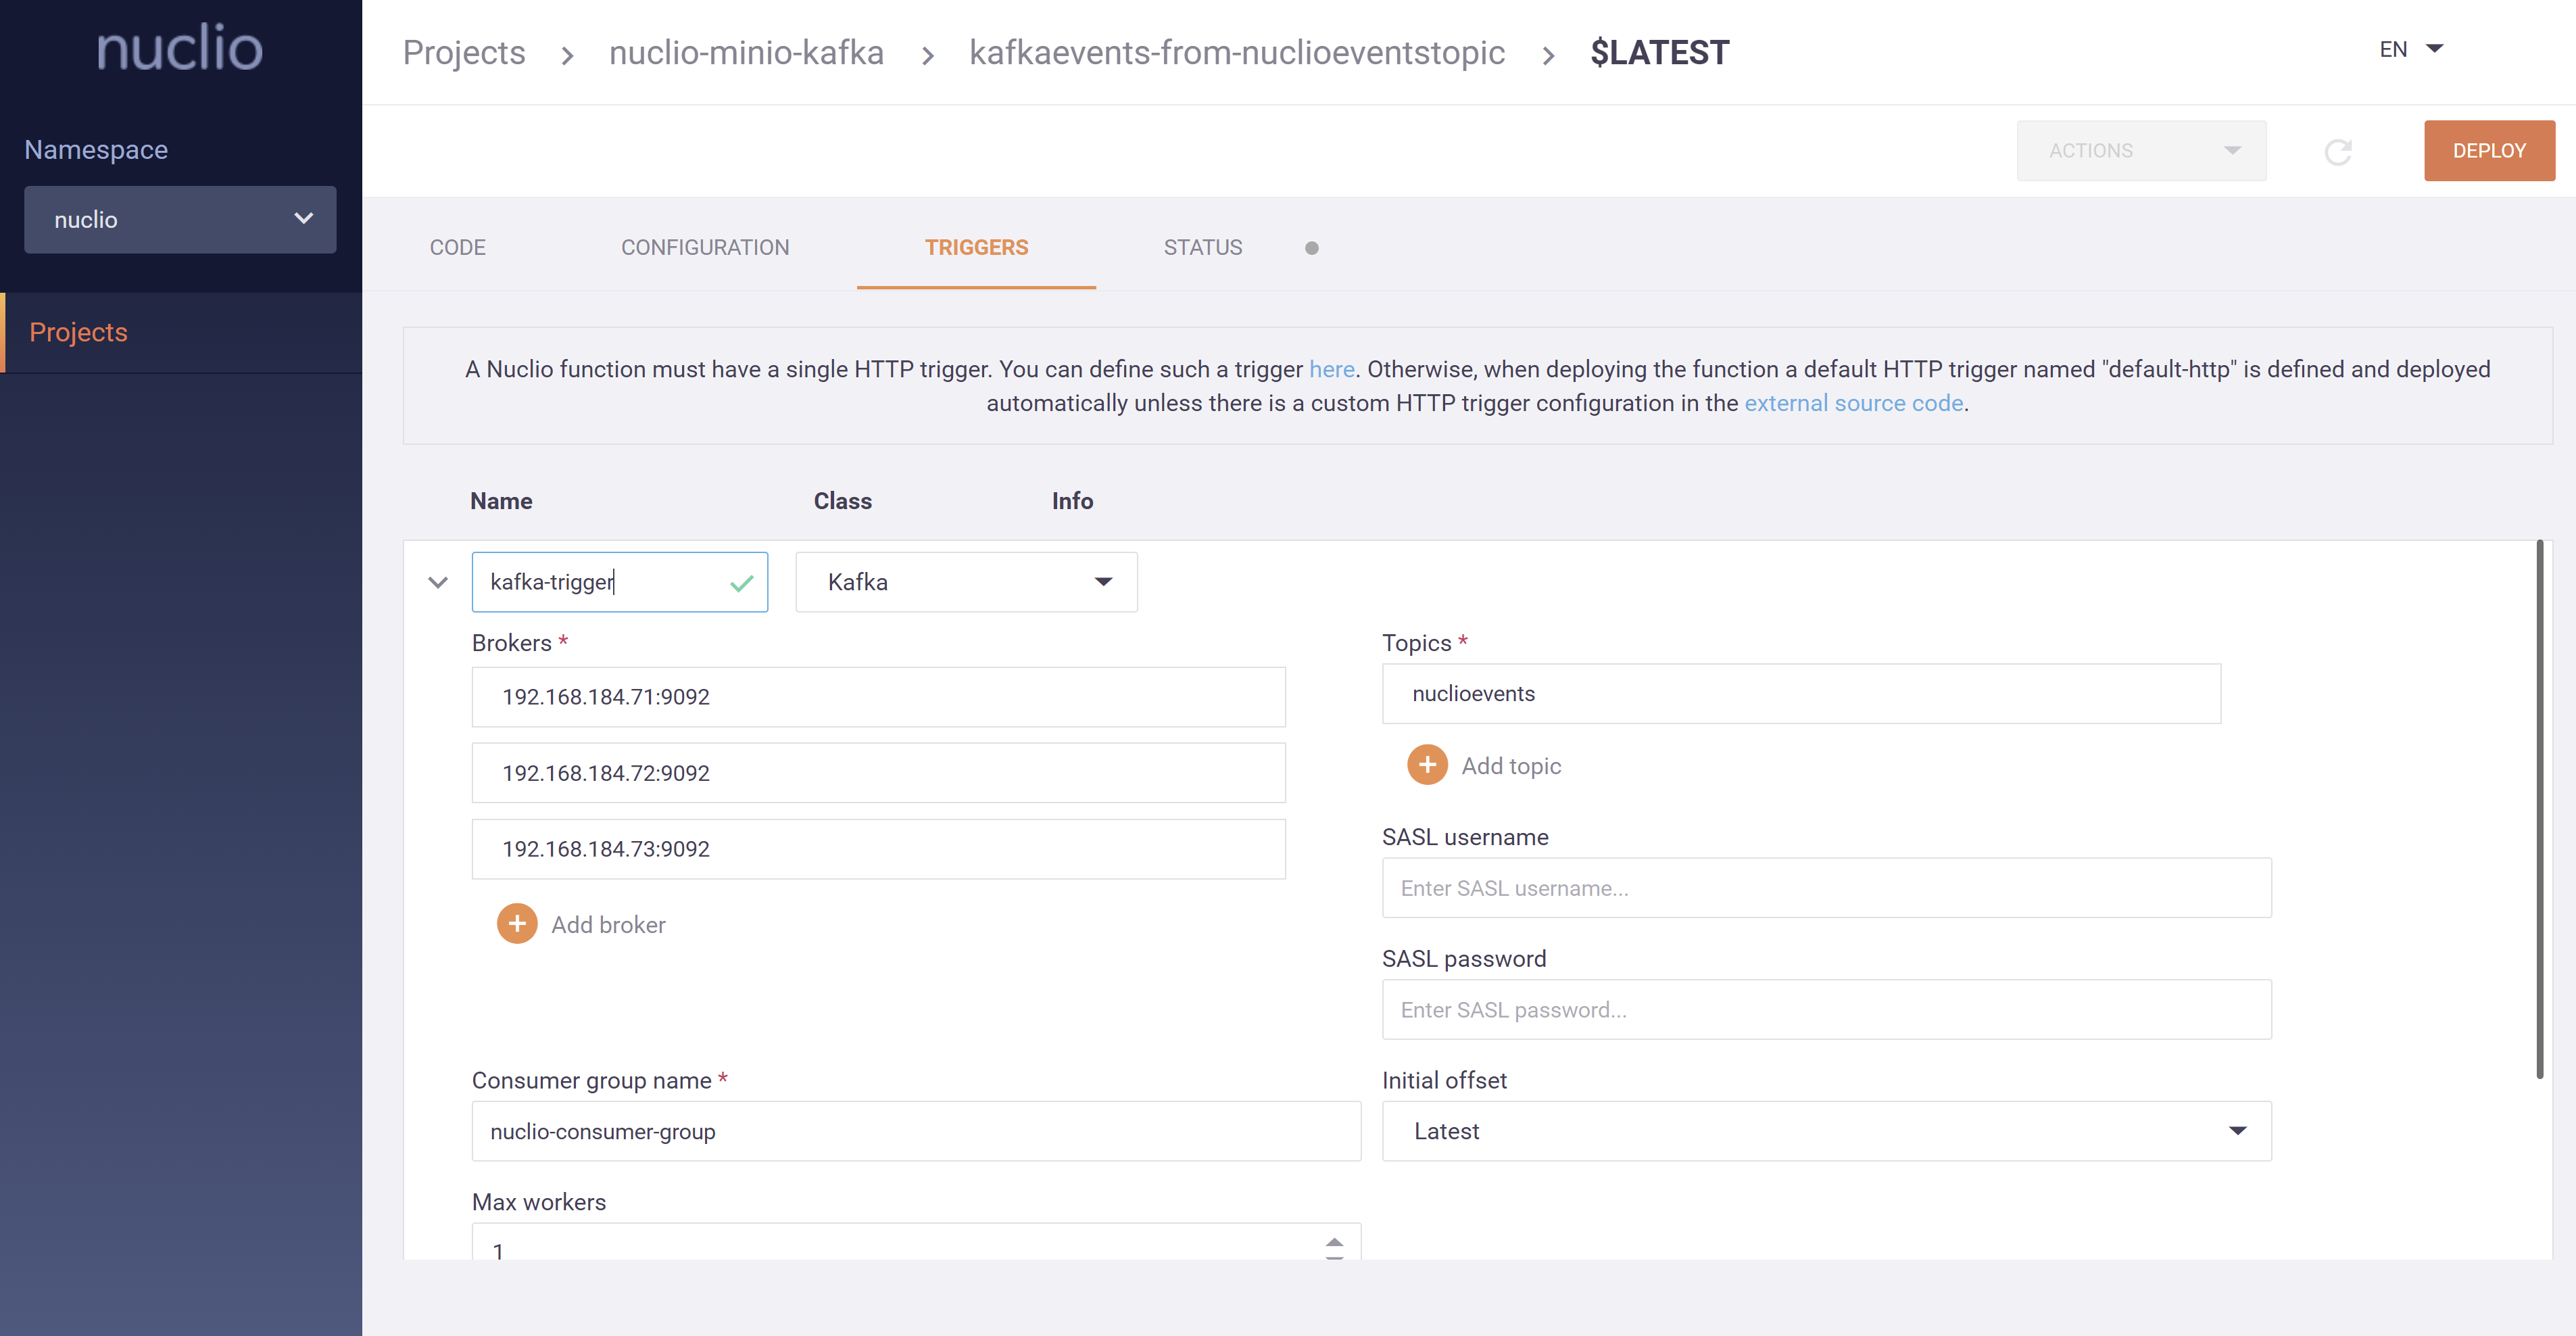 nuclio
Namespace
nuclio
Projects
Projects > nuclio-minio-kafka > kafkaevents-from-nuclioeventstopic > $LATEST
EN
ACTIONS
DEPLOY
CODE CONFIGURATION TRIGGERS STATUS
A Nuclio function must have a single HTTP trigger. You can define such a trigger here. Otherwise, when deploying the function a default HTTP trigger named "default-http" is defined and deployed
automatically unless there is a custom HTTP trigger configuration in the external source code.
Name Class Info
kafka-trigger Kafka
Brokers *
192.168.184.71:9092
192.168.184.72:9092
192.168.184.73:9092
+ Add broker
Topics *
nuclioevents
+ Add topic
SASL username
Enter SASL username...
SASL password
Enter SASL password...
Consumer group name *
nuclio-consumer-group
Initial offset
Latest
Max workers
1